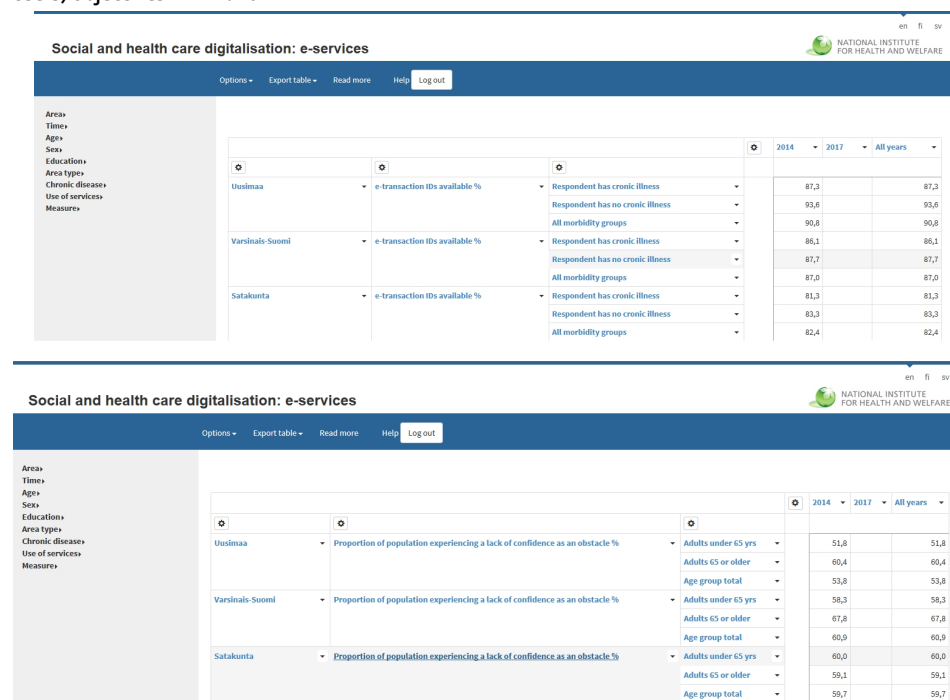 en fi sv
Social and health care digitalisation: e-services
NATIONAL INSTITUTE
FOR HEALTH AND WELFARE
Options Export table Read more Help Log out
Area
Time
Age
Sex
Education
Area type
Chronic disease
Use of services
Measure
2014 2017 All years
Uusimaa e-transaction IDs available % Respondent has cronic illness 87,3 87,3
Respondent has no cronic illness 93,6 93,6
All morbidity groups 90,8 90,8
Varsinais-Suomi e-transaction IDs available % Respondent has cronic illness 86,1 86,1
Respondent has no cronic illness 87,7 87,7
All morbidity groups 87,0 87,0
Satakunta e-transaction IDs available % Respondent has cronic illness 81,3 81,3
Respondent has no cronic illness 83,3 83,3
All morbidity groups 82,4 82,4
en fi sv
Social and health care digitalisation: e-services
NATIONAL INSTITUTE
FOR HEALTH AND WELFARE
Options Export table Read more Help Log out
Area
Time
Age
Sex
Education
Area type
Chronic disease
Use of services
Measure
2014 2017 All years
Uusimaa Proportion of population experiencing a lack of confidence as an obstacle % Adults under 65 yrs 51,8 51,8
Adults 65 or older 60,4 60,4
Age group total 53,8 53,8
Varsinais-Suomi Proportion of population experiencing a lack of confidence as an obstacle % Adults under 65 yrs 58,3 58,3
Adults 65 or older 67,8 67,8
Age group total 60,9 60,9
Satakunta Proportion of population experiencing a lack of confidence as an obstacle % Adults under 65 yrs 60,0 60,0
Adults 65 or older 59,1 59,1
Age group total 59,7 59,7